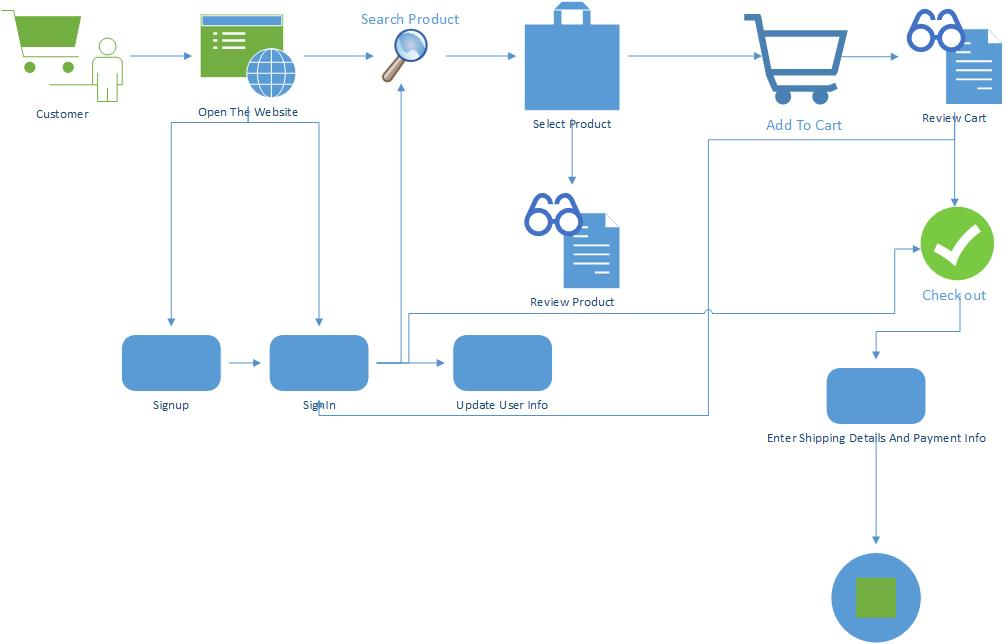 Search Product
Customer
Open The Website
Select Product
Add To Cart
Review Cart
Review Product
Check out
Signup
SignIn
Update User Info
Enter Shipping Details And Payment Info